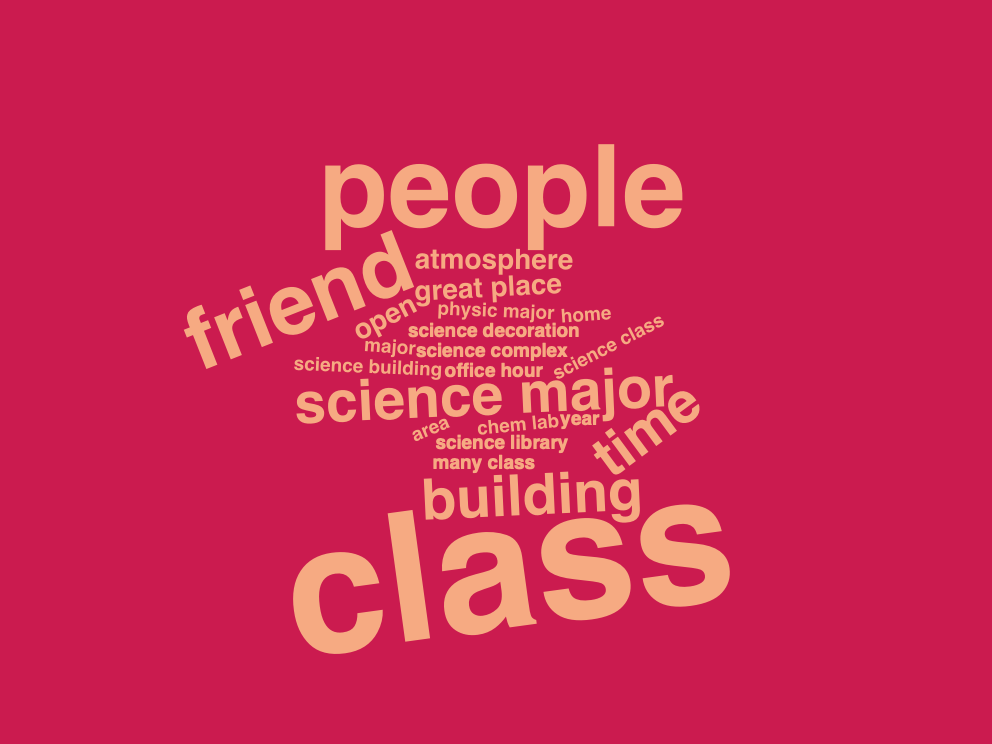 people
friend
atmosphere
great place
open
physic major
home
science decoration
major
science complex
science class
science building
office hour
science major
time
area
chem lab
year
science library
many class
building
class